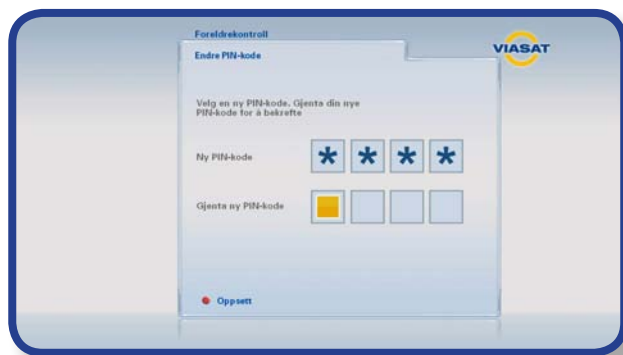 Foreldrekontroll
Endre PIN-kode
VIASAT
Velg en ny PIN-kode. Gjenta din nye
PIN-kode for å bekrefte
Ny PIN-kode * * * *
Gjenta ny PIN-kode
Oppsett